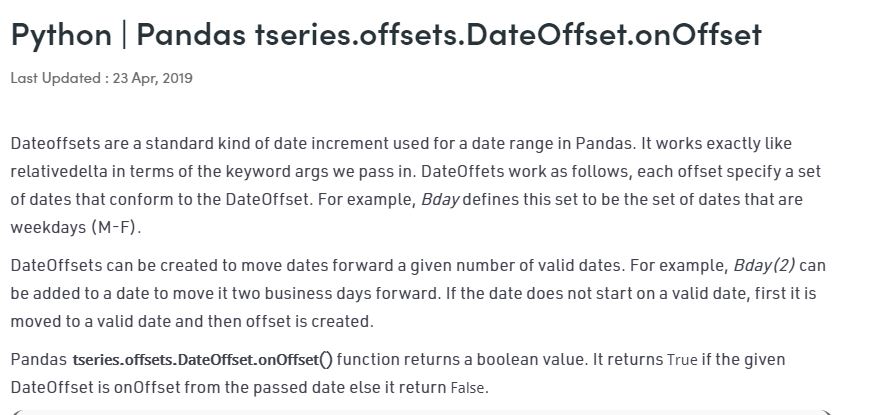 Python | Pandas tseries.offsets.DateOffset.onOffset
Last Updated : 23 Apr, 2019
Dateoffsets are a standard kind of date increment used for a date range in Pandas. It works exactly like
relativedelta in terms of the keyword args we pass in. DateOffets work as follows, each offset specify a set
of dates that conform to the DateOffset. For example, Bday defines this set to be the set of dates that are
weekdays (M-F).
DateOffsets can be created to move dates forward a given number of valid dates. For example, Bday(2) can
be added to a date to move it two business days forward. If the date does not start on a valid date, first it is
moved to a valid date and then offset is created.
Pandas tseries.offsets.DateOffset.onOffset() function returns a boolean value. It returns True if the given
DateOffset is onOffset from the passed date else it return False.